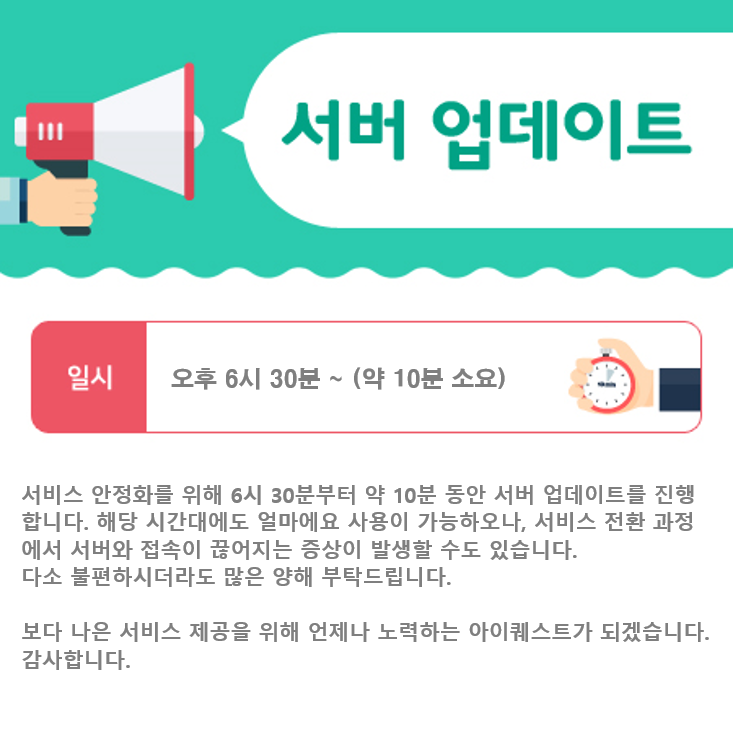 서버 업데이트
일시
오후 6시 30분 ~ (약 10분 소요)
서비스 안정화를 위해 6시 30분부터 약 10분 동안 서버 업데이트를 진행
합니다. 해당 시간대에도 얼마에요 사용이 가능하오나, 서비스 전환 과정
에서 서버와 접속이 끊어지는 증상이 발생할 수도 있습니다.
다소 불편하시더라도 많은 양해 부탁드립니다.
보다 나은 서비스 제공을 위해 언제나 노력하는 아이퀘스트가 되겠습니다.
감사합니다.